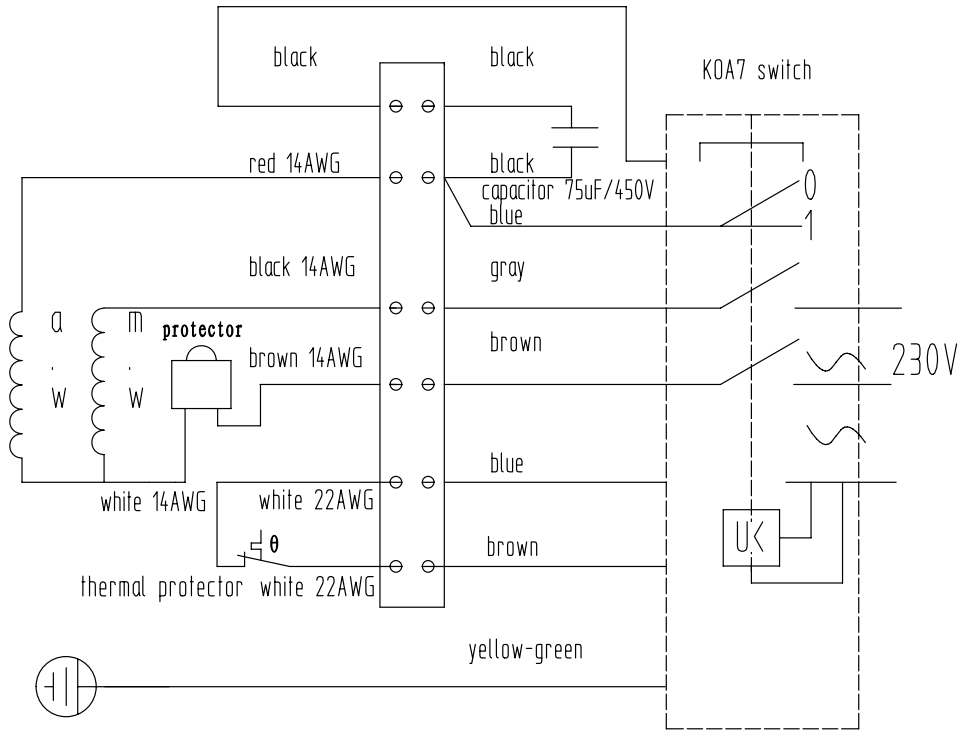 black
black
KOA7 switch
red 14AWG
black
capacitor 75uF/450V
0
blue
1
black 14AWG
gray
a.w
m.w
protector
brown 14AWG
brown
230V
white 14AWG
white 22AWG
blue
U<
θ
brown
thermal protector
white 22AWG
yellow-green